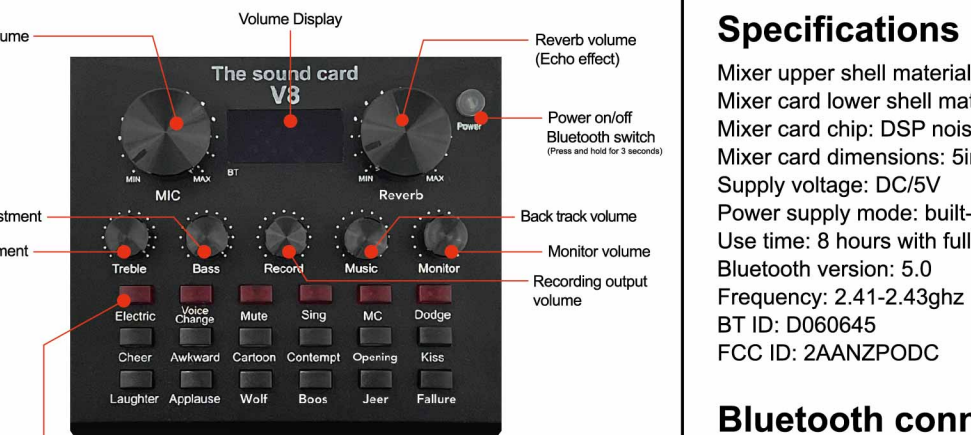 Volume Display
ume
Reverb volume
(Echo effect)
The sound card
V8
Power on/off
Bluetooth switch
(Press and hold for 3 seconds)
Power
BT
MIN MAX
MIC
MIN MAX
Reverb
stment
Back track volume
ment
Monitor volume
Treble Bass Record Music Monitor
Recording output
volume
Electric Voice Change Mute Sing MC Dodge
Cheer Awkward Cartoon Contempt Opening Kiss
Laughter Applause Wolf Boos Jeer Fallure
Specifications
Mixer upper shell material
Mixer card lower shell mat
Mixer card chip: DSP nois
Mixer card dimensions: 5in
Supply voltage: DC/5V
Power supply mode: built-
Use time: 8 hours with full
Bluetooth version: 5.0
Frequency: 2.41-2.43ghz
BT ID: D060645
FCC ID: 2AANZPODC
Bluetooth conn